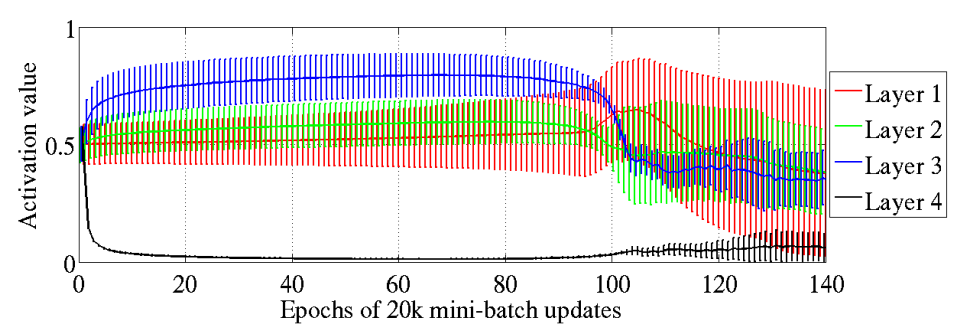 1
0.5
0
Activation value
0
20
40
60
80
100
120
140
Epochs of 20k mini-batch updates
Layer 1
Layer 2
Layer 3
Layer 4